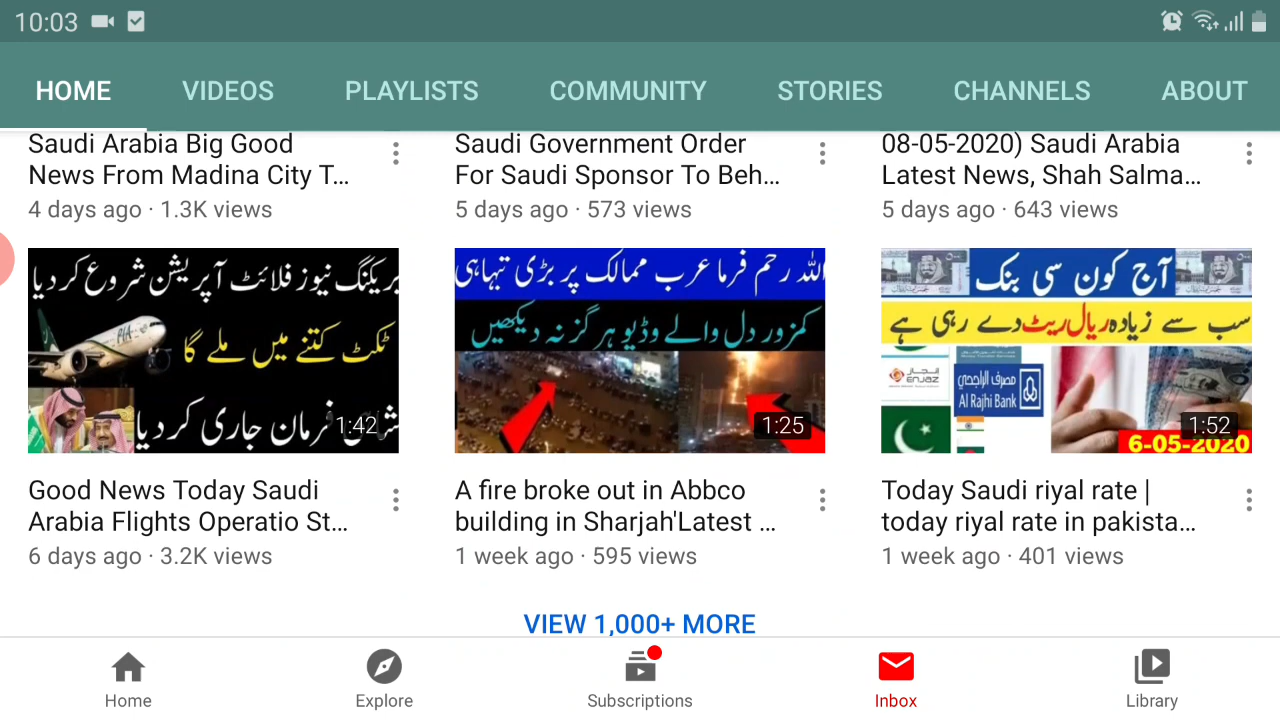 10:03
HOME VIDEOS PLAYLISTS COMMUNITY STORIES CHANNELS ABOUT
Saudi Arabia Big Good
News From Madina City T...
4 days ago · 1.3K views
Saudi Government Order
For Saudi Sponsor To Beh...
5 days ago · 573 views
08-05-2020) Saudi Arabia
Latest News, Shah Salma...
5 days ago · 643 views
بریکنگ نیوز فلائٹ آپریشن شروع کر دیا
ٹکٹ کتنے میں ملے گا
فرمان جاری کر دیا
PIA
1:42
اللہ رحم فرما عرب ممالک پر بڑی تباہی
کمزور دل والے وڈیو ہرگز نہ دیکھیں
1:25
آج کون سی بنک
سب سے زیادہ ریال ریٹ دے رہی ہے
انجاز
ENJAZ
مصرف الراجحي
Al Rajhi Bank
1:52
6-05-2020
Good News Today Saudi
Arabia Flights Operatio St...
6 days ago · 3.2K views
A fire broke out in Abbco
building in Sharjah'Latest ...
1 week ago · 595 views
Today Saudi riyal rate |
today riyal rate in pakista...
1 week ago · 401 views
VIEW 1,000+ MORE
Home Explore Subscriptions Inbox Library